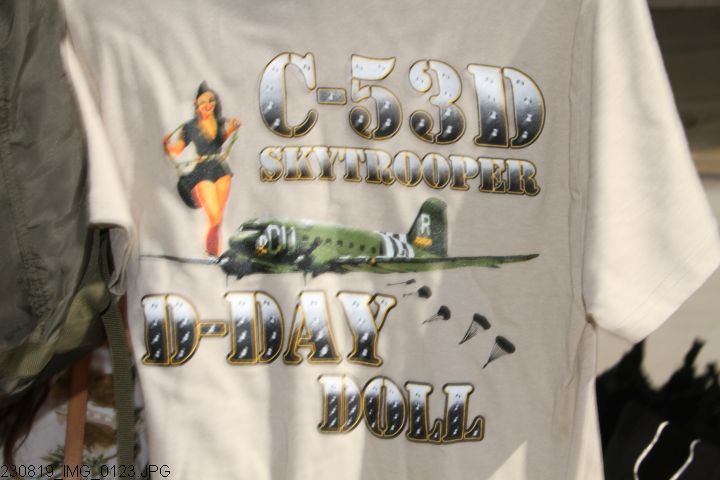 C-53D
SKYTROOPER
R
D-DAY
DOLL
230819_IMG_0123.JPG